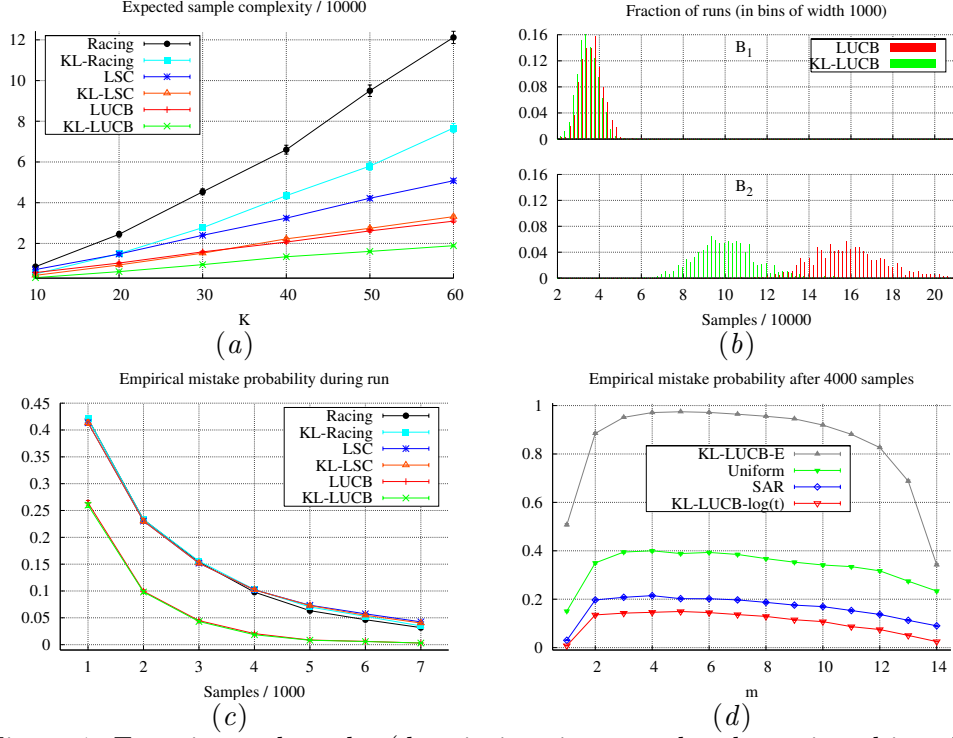 Expected sample complexity / 10000
12
10
8
6
4
2
Racing
KL-Racing
LSC
KL-LSC
LUCB
KL-LUCB
10 20 30 40 50 60
K
(a)
Fraction of runs (in bins of width 1000)
0.16
0.12
0.08
0.04
0
B1
LUCB
KL-LUCB
0.16
0.12
0.08
0.04
0
B2
2 4 6 8 10 12 14 16 18 20
Samples / 10000
(b)
Empirical mistake probability during run
0.45
0.4
0.35
0.3
0.25
0.2
0.15
0.1
0.05
0
Racing
KL-Racing
LSC
KL-LSC
LUCB
KL-LUCB
1 2 3 4 5 6 7
Samples / 1000
(c)
Empirical mistake probability after 4000 samples
1
0.8
0.6
0.4
0.2
0
KL-LUCB-E
Uniform
SAR
KL-LUCB-log(t)
2 4 6 8 10 12 14
m
(d)